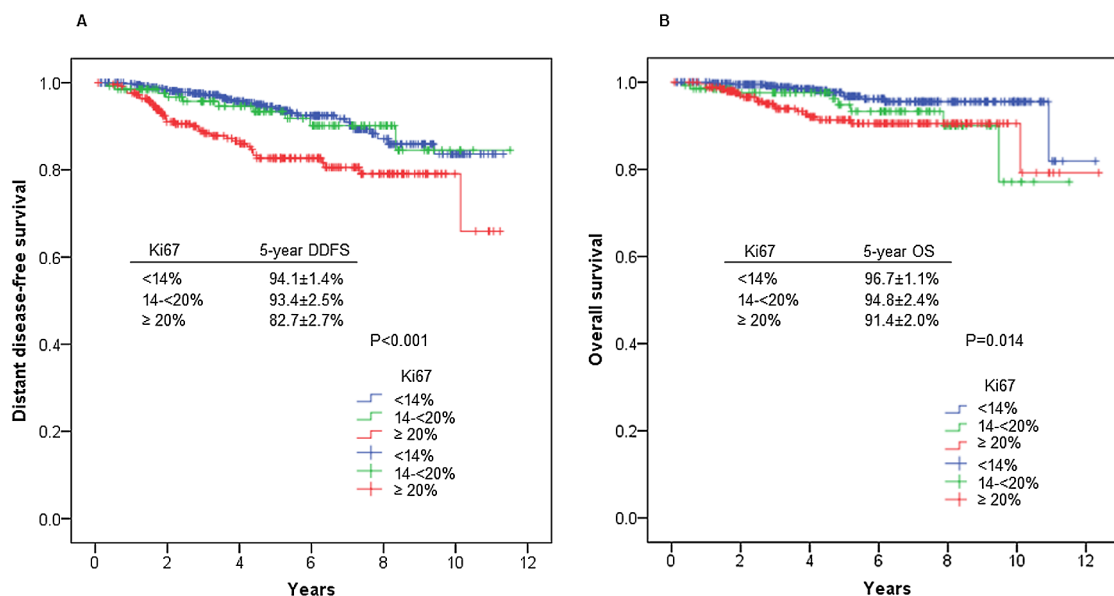 A
Distant disease-free survival
1.0
0.8
0.6
0.4
0.2
0.0
Ki67 5-year DDFS
<14% 94.1±1.4%
14-<20% 93.4±2.5%
≥ 20% 82.7±2.7%
P<0.001
Ki67
<14%
14-<20%
≥ 20%
<14%
14-<20%
≥ 20%
0 2 4 6 8 10 12
Years
B
Overall survival
1.0
0.8
0.6
0.4
0.2
0.0
Ki67 5-year OS
<14% 96.7±1.1%
14-<20% 94.8±2.4%
≥ 20% 91.4±2.0%
P=0.014
Ki67
<14%
14-<20%
≥ 20%
<14%
14-<20%
≥ 20%
0 2 4 6 8 10 12
Years